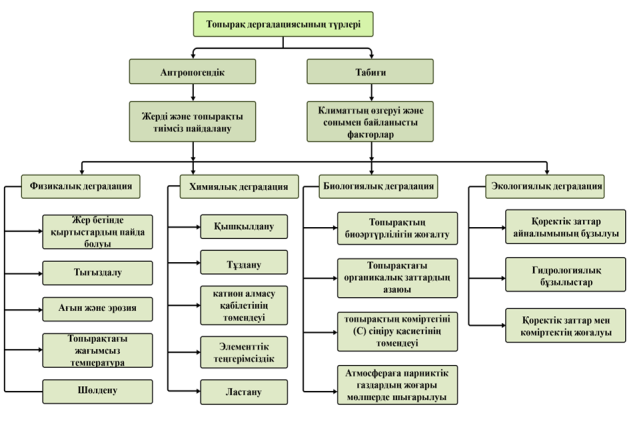 Топырақ дерградациясының түрлері
Антропогендік
Табиғи
Жерді және топырақты
тиімсіз пайдалану
Климаттың өзгеруі және
сонымен байланысты
факторлар
Физикалық деградация
Химиялық деградация
Биологиялық деградация
Экологиялық деградация
Жер бетінде
қыртыстардың пайда
болуы
Тығыздалу
Ағын және эрозия
Топырақтағы
жағымсыз
температура
Шөлдену
Қышқылдану
Тұздану
катион алмасу
қабілетінің
төмендеуі
Элементтік
теңгерімсіздік
Ластану
Топырақтың
биоэртүрлілігін жоғалту
Топырақтағы
органикалық заттардың
азаюы
топырақтың көміртегіні
(С) сіңіру қасиетінің
төмендеуі
Атмосфераға парниктік
газдардың жоғары
мөлшерде шығарылуы
Қоректік заттар
айналымының бұзылуы
Гидрологиялық
бұзылыстар
Қоректік заттар мен
көміртектің жоғалуы